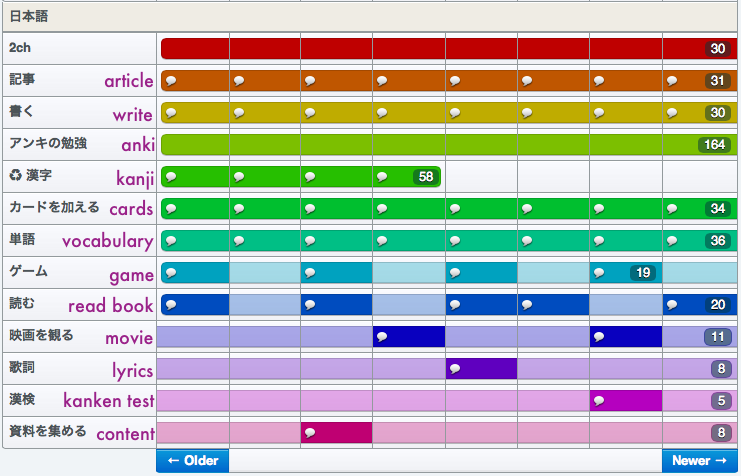 日本語
2ch 30
記事 article 31
書く write 30
アンキの勉強 anki 164
♻ 漢字 kanji 58
カードを加える cards 34
単語 vocabulary 36
ゲーム game 19
読む read book 20
映画を観る movie 11
歌詞 lyrics 8
漢検 kanken test 5
資料を集める content 8
← Older Newer →